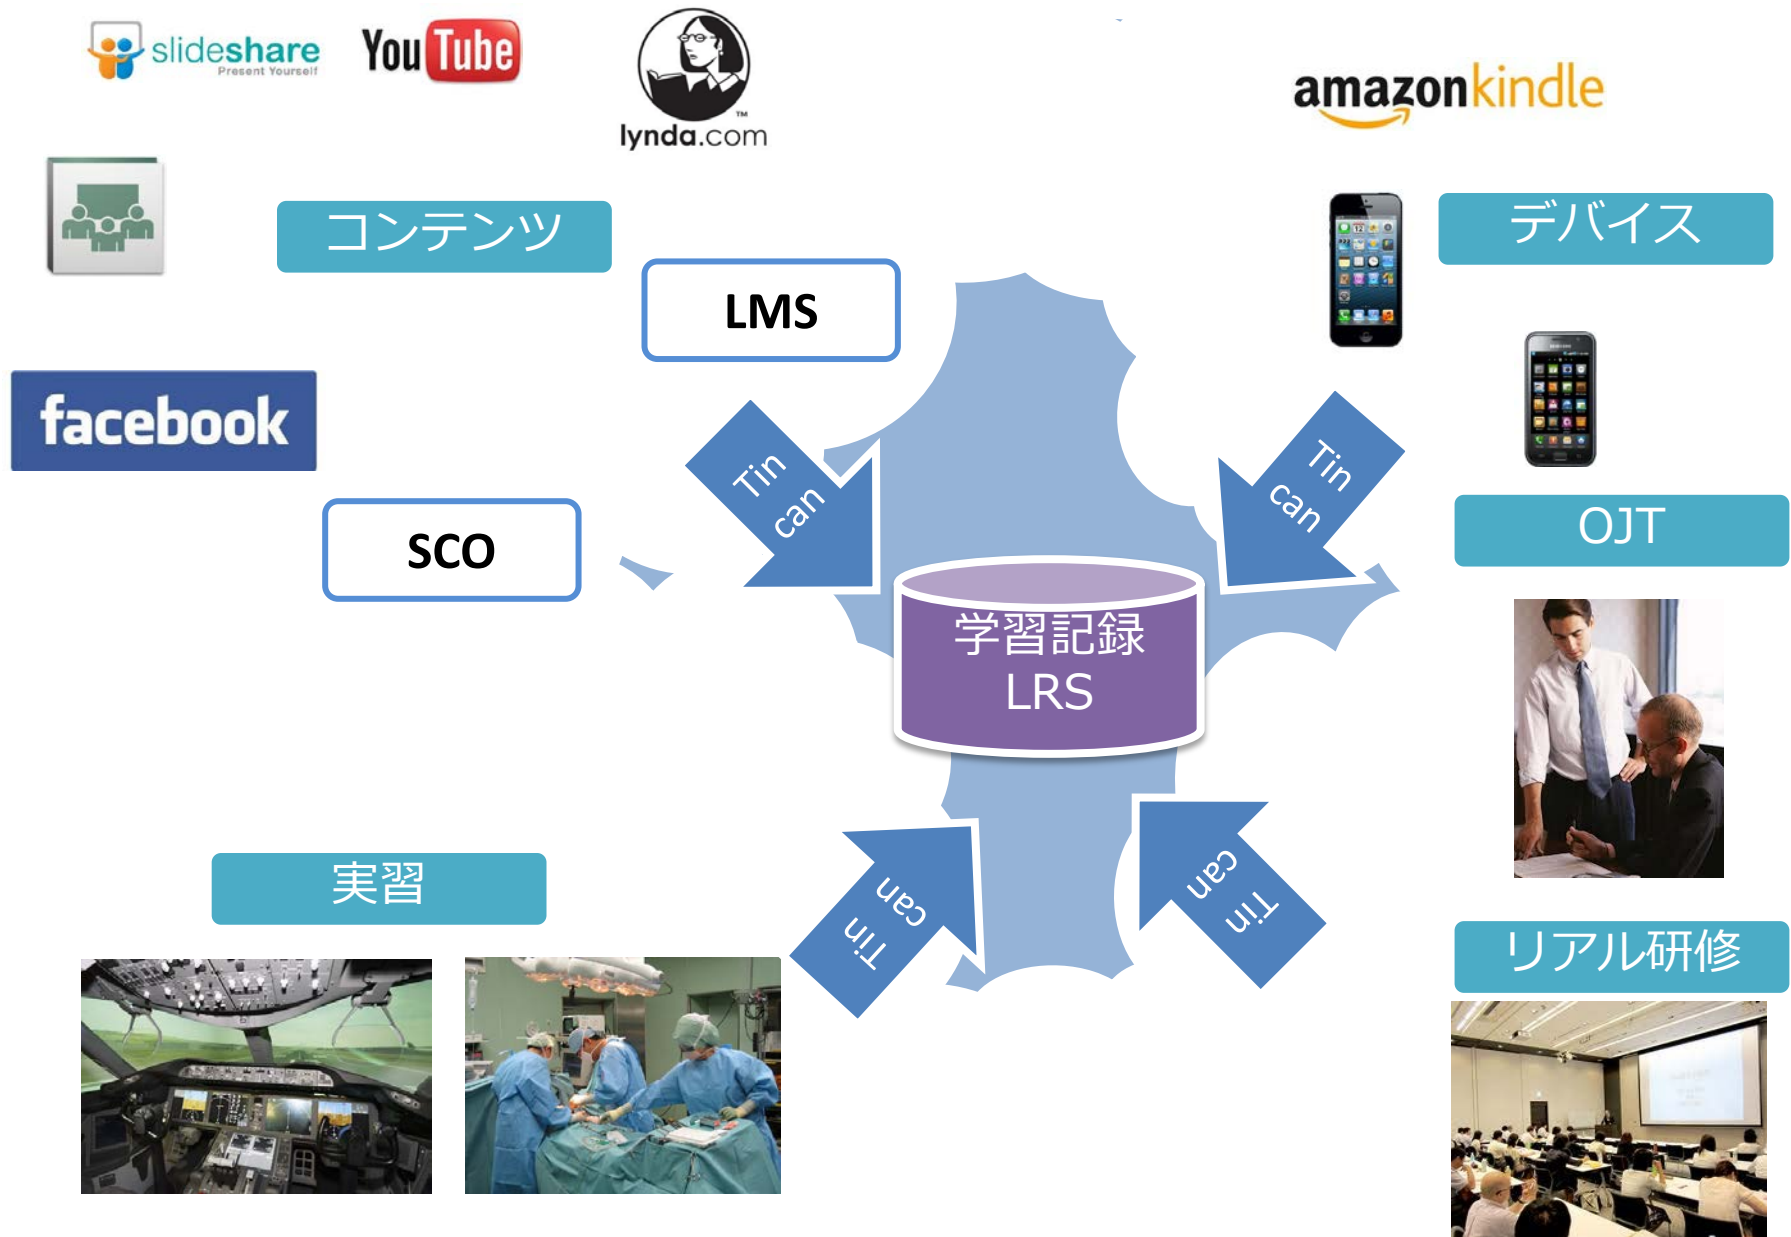 slideshare
Present Yourself
YouTube
lynda.com
TM
amazonkindle
コンテンツ
デバイス
LMS
facebook
SCO
Tin
can
Tin
can
OJT
学習記録
LRS
実習
Tin
can
Tin
can
リアル研修